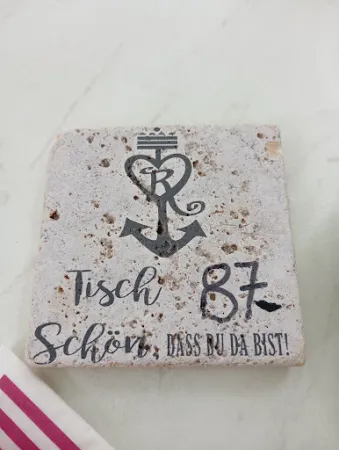 R
Tisch 87
Schön, DASS DU DA BIST!